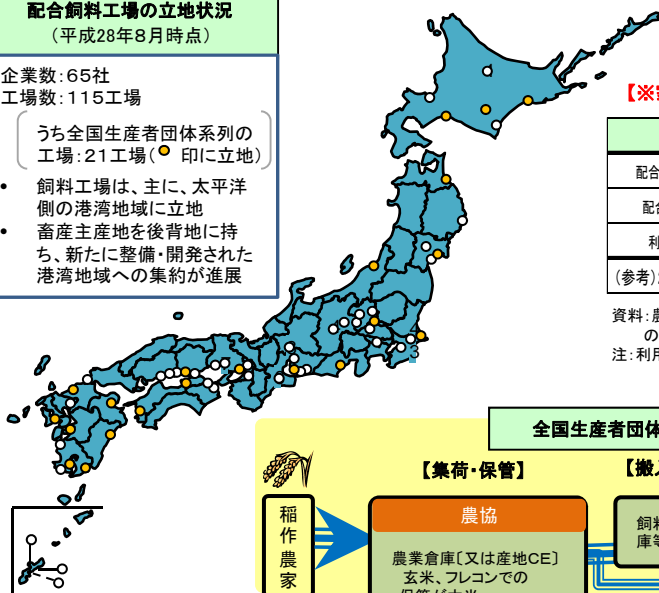 配合飼料工場の立地状況
（平成28年８月時点）
企業数：６５社
工場数：１１５工場
うち全国生産者団体系列の
工場：２１工場（　印に立地）
• 飼料工場は、主に、太平洋
側の港湾地域に立地
• 畜産主産地を後背地に持
ち、新たに整備・開発された
港湾地域への集約が進展
【※
配合
配合
利
（参考）
資料：農
の
注：利用
3
全国生産者団体
【集荷・保管】
【搬入
稲作農家
農協
農業倉庫〔又は産地CE〕
玄米、フレコンでの
保管が
飼料
庫等